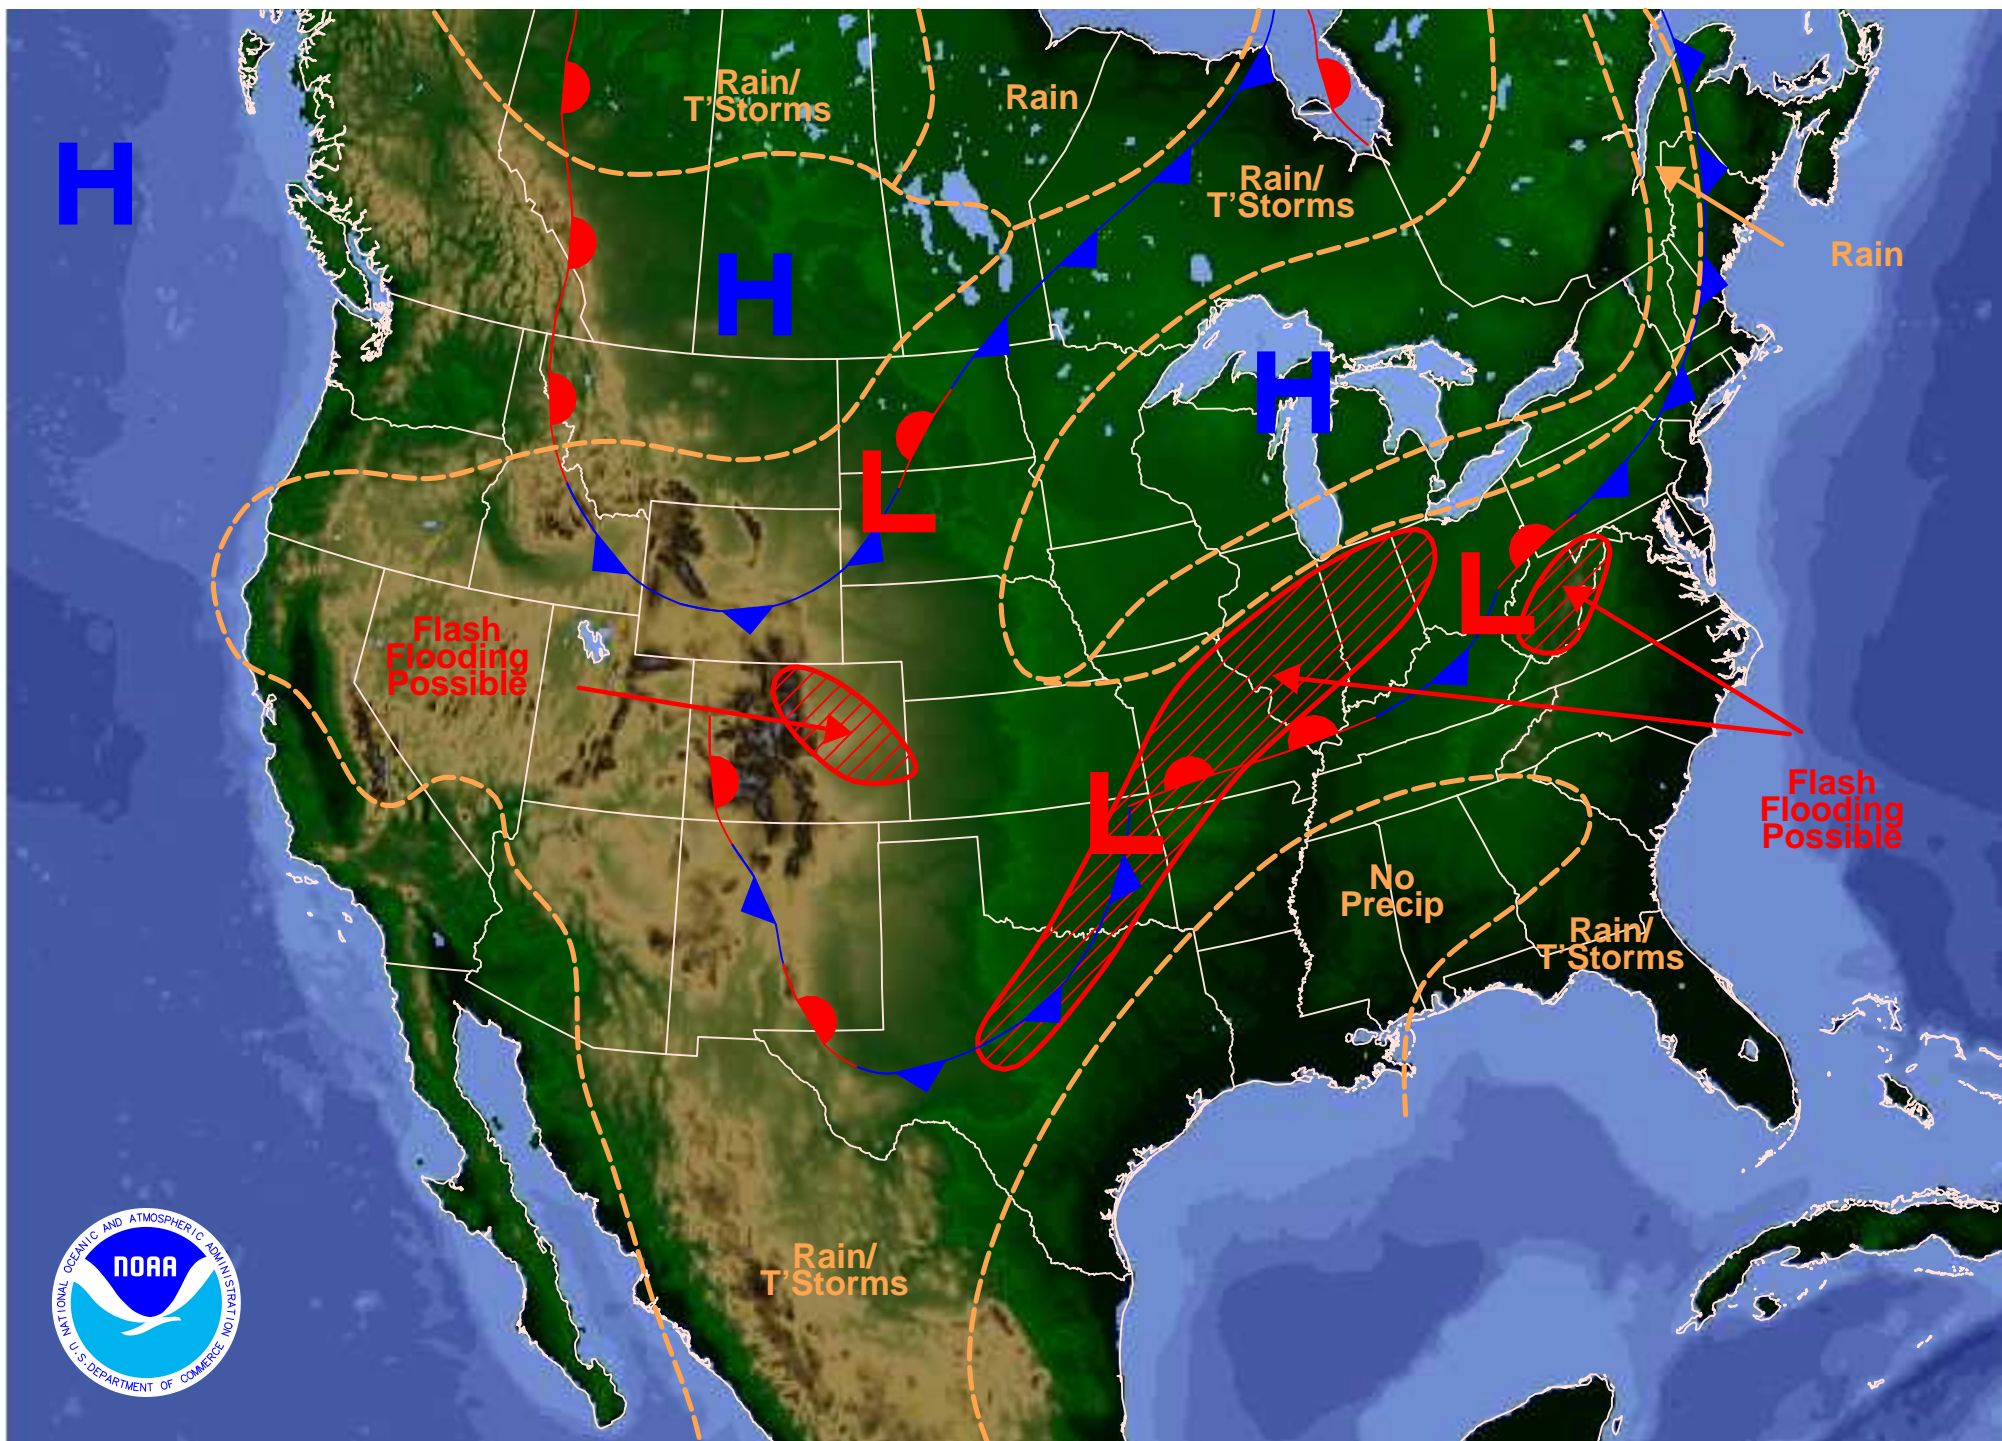 Rain/
T'Storms
Rain
H
Rain/
T'Storms
Rain
H
H
L
L
Flash
Flooding
Possible
L
Flash
Flooding
Possible
No
Precip
Rain/
T'Storms
Rain/
T'Storms
NATIONAL OCEANIC AND ATMOSPHERIC ADMINISTRATION
NOAA
U.S. DEPARTMENT OF COMMERCE